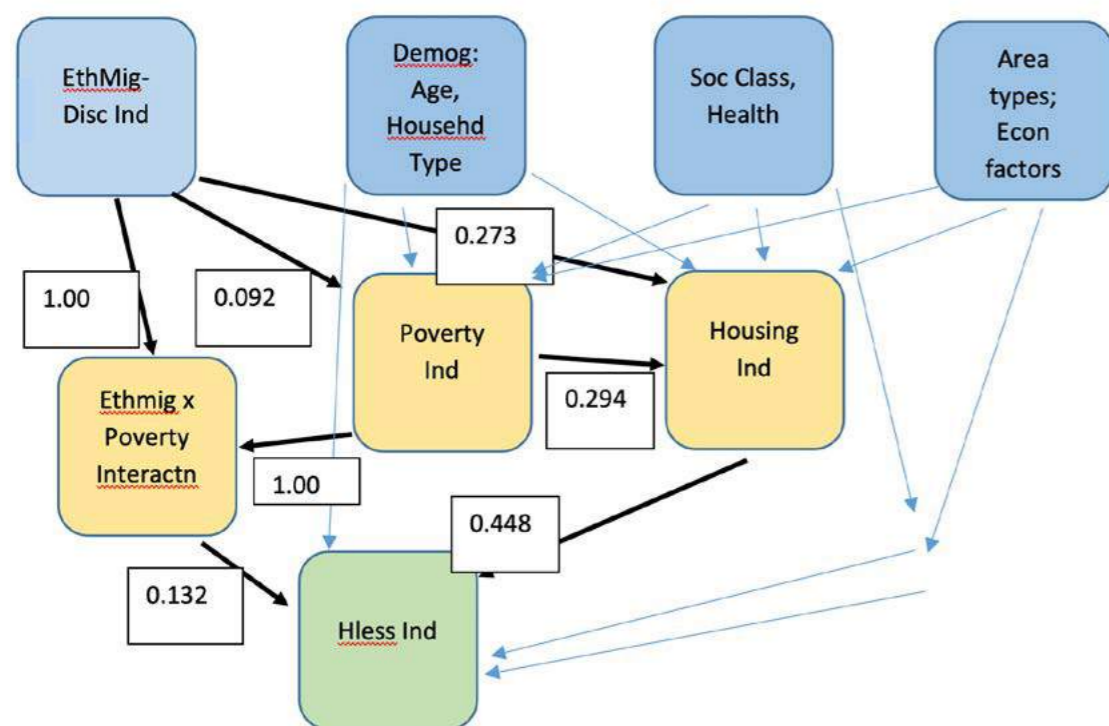 EthMig-
Disc Ind
Demog:
Age,
Househd
Type
Soc Class,
Health
Area
types;
Econ
factors
0.273
1.00
0.092
Poverty
Ind
Housing
Ind
0.294
Ethmig x
Poverty
Interactn
1.00
0.448
0.132
Hless Ind